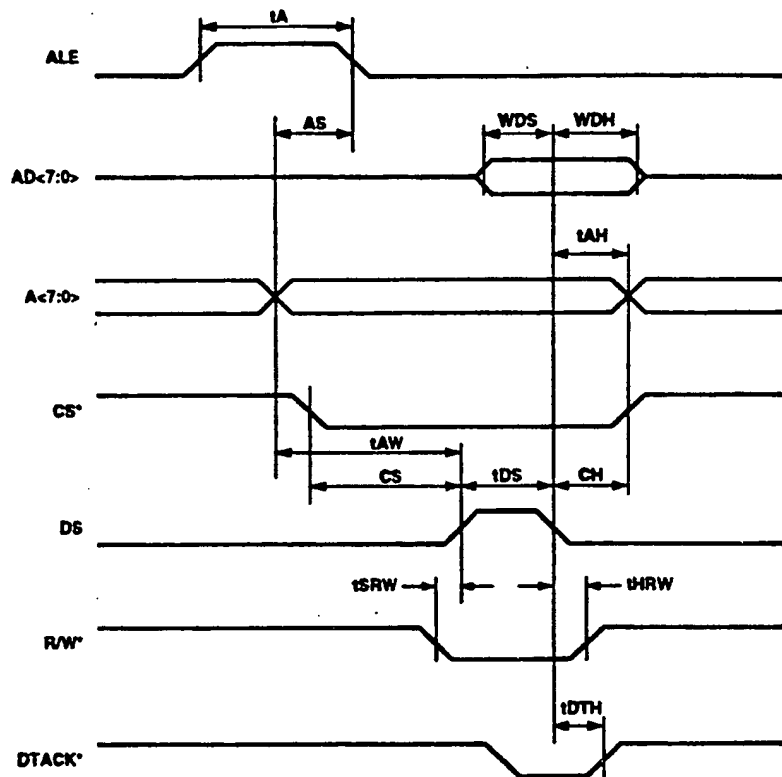 tA
ALE
AS
WDS
WDH
AD<7:0>
tAH
A<7:0>
CS*
tAW
CS
tDS
CH
DS
tSRW
tHRW
R/W*
tDTH
DTACK*